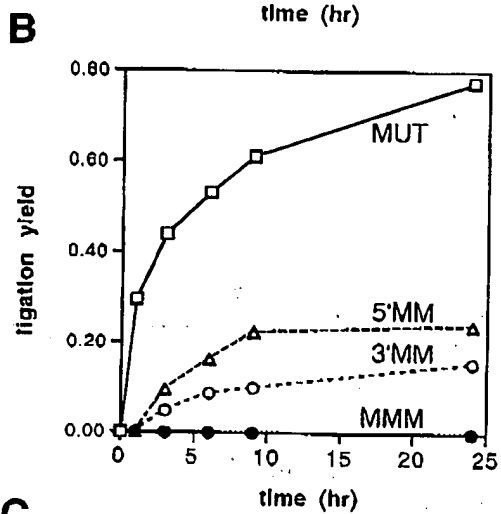 time (hr)
B
0.80
0.60
0.40
0.20
0.00
ligation yield
MUT
5'MM
3'MM
MMM
0
5
10
15
20
25
time (hr)
C